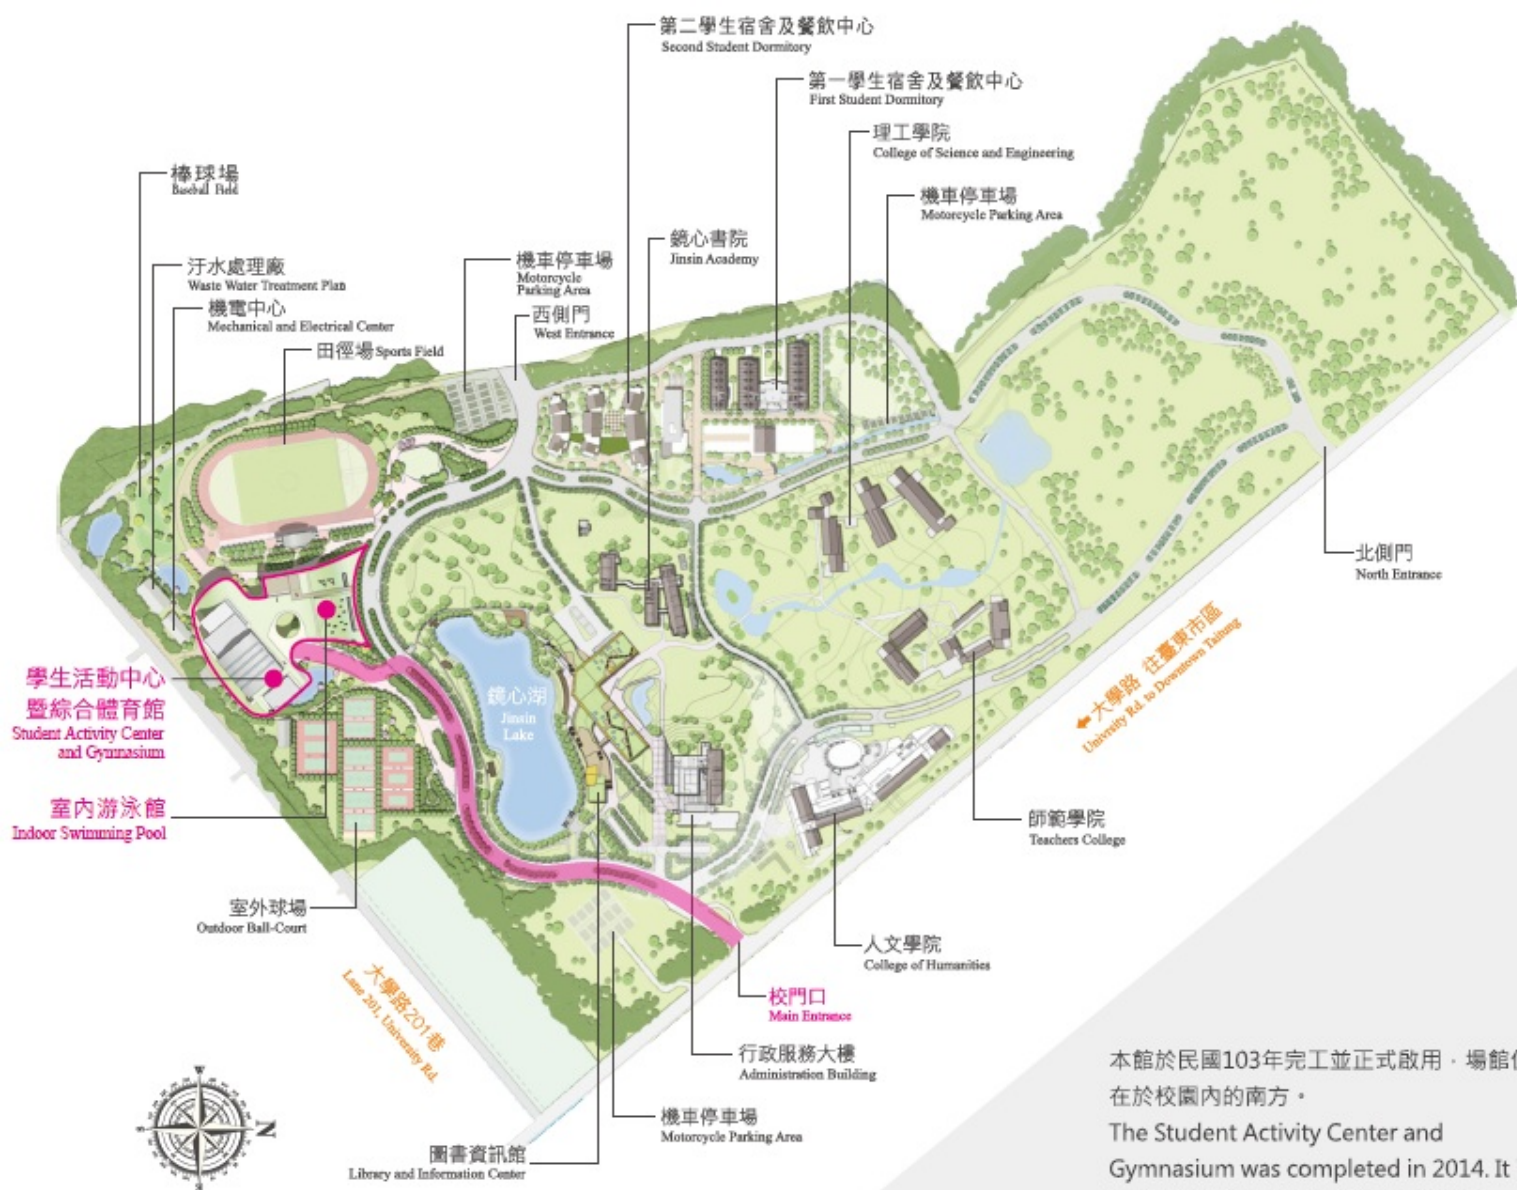 第二學生宿舍及餐飲中心
Second Student Dormitory
第一學生宿舍及餐飲中心
First Student Dormitory
理工學院
College of Science and Engineering
機車停車場
Motorcycle Parking Area
棒球場
Baseball Field
鏡心書院
Jinsin Academy
機車停車場
Motorcycle
Parking Area
汙水處理廠
Waste Water Treatment Plan
機電中心
Mechanical and Electrical Center
西側門
West Entrance
田徑場 Sports Field
北側門
North Entrance
學生活動中心
暨綜合體育館
Student Activity Center
and Gymnasium
鏡心湖
Jinsin
Lake
大學路 往臺東市區
University Rd. to Downtown Taitung
室內游泳館
Indoor Swimming Pool
師範學院
Teachers College
室外球場
Outdoor Ball-Court
人文學院
College of Humanities
大學路201巷
Lane 201, University Rd.
校門口
Main Entrance
行政服務大樓
Administration Building
機車停車場
Motorcycle Parking Area
圖書資訊館
Library and Information Center
W
S
N
本館於民國103年完工並正式啟用，場館位
在於校園內的南方。
The Student Activity Center and
Gymnasium was completed in 2014. It